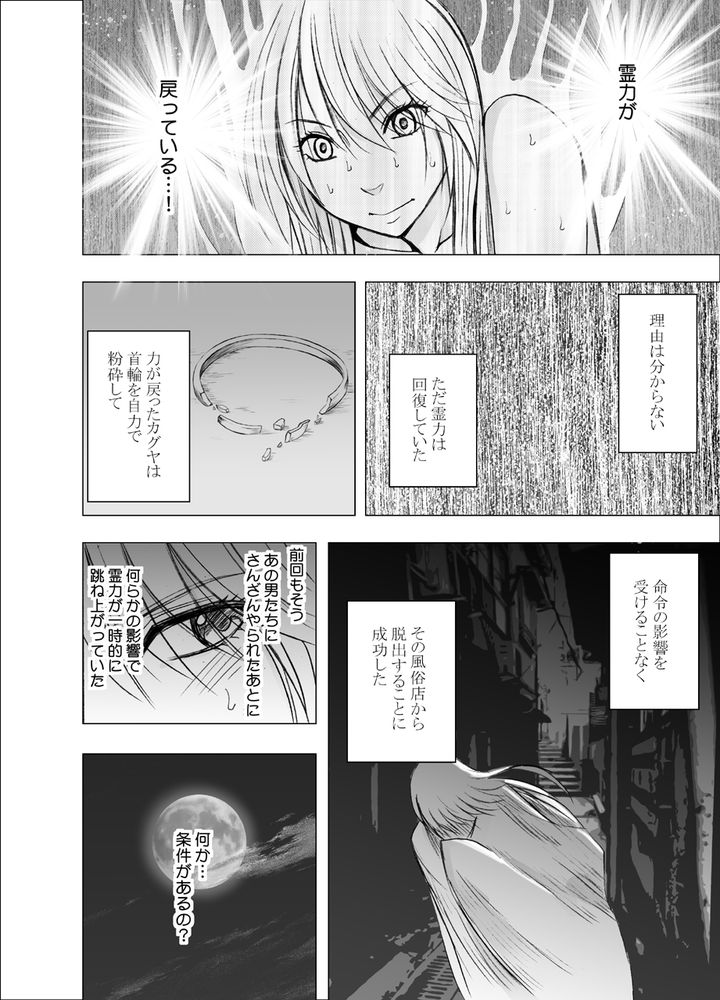 霊力が
戻っている…！
理由は分からない
ただ霊力は
回復していた
力が戻ったカグヤは
首輪を自力で
粉砕して
命令の影響を
受けることなく
その風俗店から
脱出することに
成功した
前回もそう
あの男たちに
さんざんやられたあとに
何らかの影響で
霊力が一時的に
跳ね上がっていた
何か…
条件があるの？